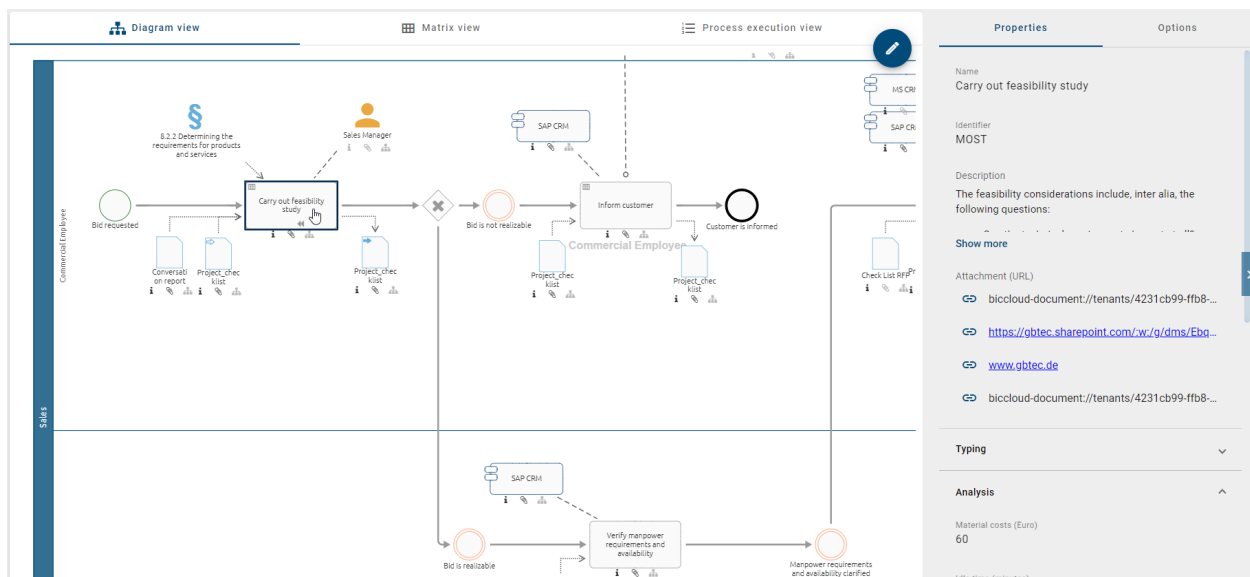 Diagram view
Matrix view
Process execution view
Properties
Options
Sales
Commercial Employee
§
8.2.2 Determining the
requirements for products
and services
Sales Manager
SAP CRM
MS CRM
SAP CR
Bid requested
Carry out feasibility
study
Bid is not realizable
Inform customer
Customer is informed
Commercial Employee
Conversati
on report
Project_chec
klist
Project_chec
klist
Project_chec
klist
Project_chec
klist
Check List RFP
SAP CRM
Bid is realizable
Verify manpower
requirements and
availability
Manpower requirements
and availability clarified
Name
Carry out feasibility study
Identifier
MOST
Description
The feasibility considerations include, inter alia, the
following questions:
Show more
Attachment (URL)
biccloud-document://tenants/4231cb99-ffb8-...
https://gbtec.sharepoint.com/:w:/g/dms/Ebq...
www.gbtec.de
biccloud-document://tenants/4231cb99-ffb8-...
Typing
Analysis
Material costs (Euro)
60